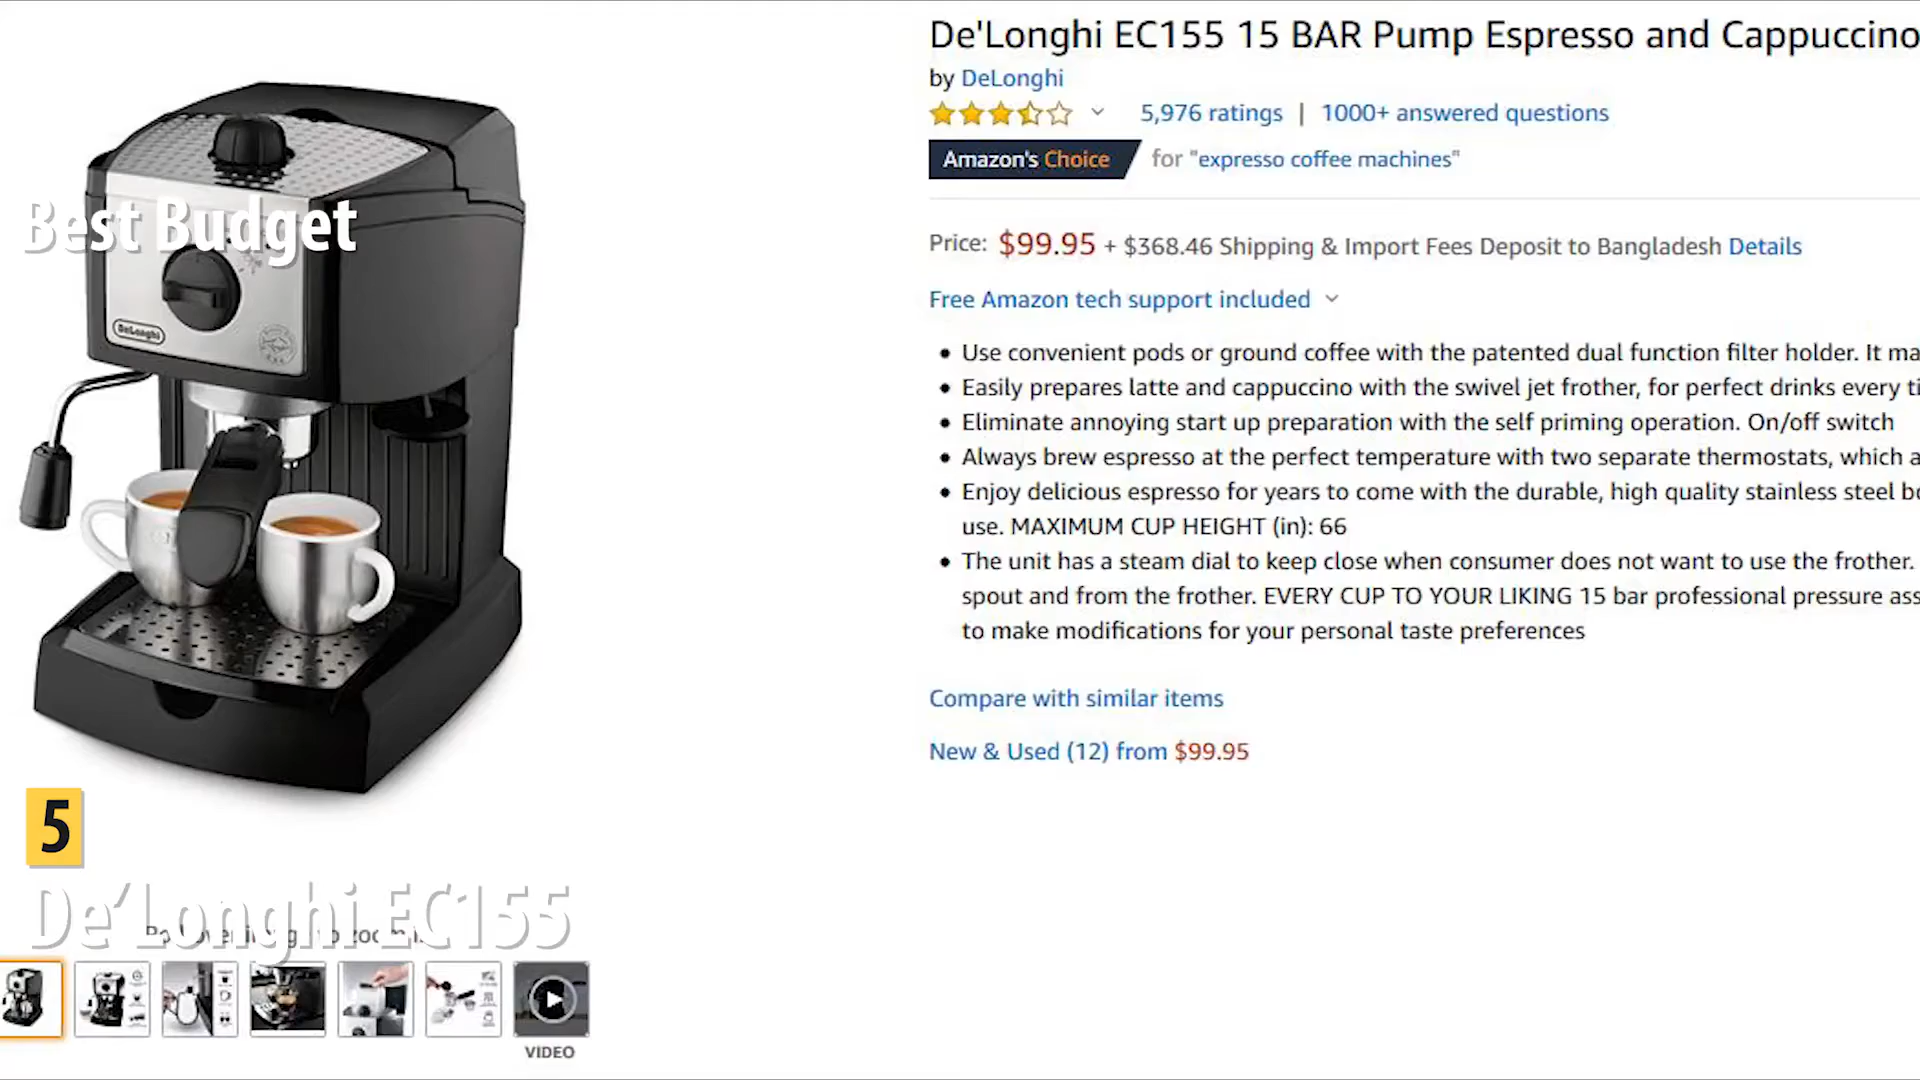 De'Longhi EC155 15 BAR Pump Espresso and Cappuccino
by DeLonghi
5,976 ratings | 1000+ answered questions
Amazon's Choice for "expresso coffee machines"
Best Budget
Price: $99.95 + $368.46 Shipping & Import Fees Deposit to Bangladesh Details
Free Amazon tech support included
DeLonghi
• Use convenient pods or ground coffee with the patented dual function filter holder. It ma
• Easily prepares latte and cappuccino with the swivel jet frother, for perfect drinks every ti
• Eliminate annoying start up preparation with the self priming operation. On/off switch
• Always brew espresso at the perfect temperature with two separate thermostats, which a
• Enjoy delicious espresso for years to come with the durable, high quality stainless steel bo
use. MAXIMUM CUP HEIGHT (in): 66
• The unit has a steam dial to keep close when consumer does not want to use the frother.
spout and from the frother. EVERY CUP TO YOUR LIKING 15 bar professional pressure ass
to make modifications for your personal taste preferences
Compare with similar items
New & Used (12) from $99.95
5
De'Longhi EC155
VIDEO